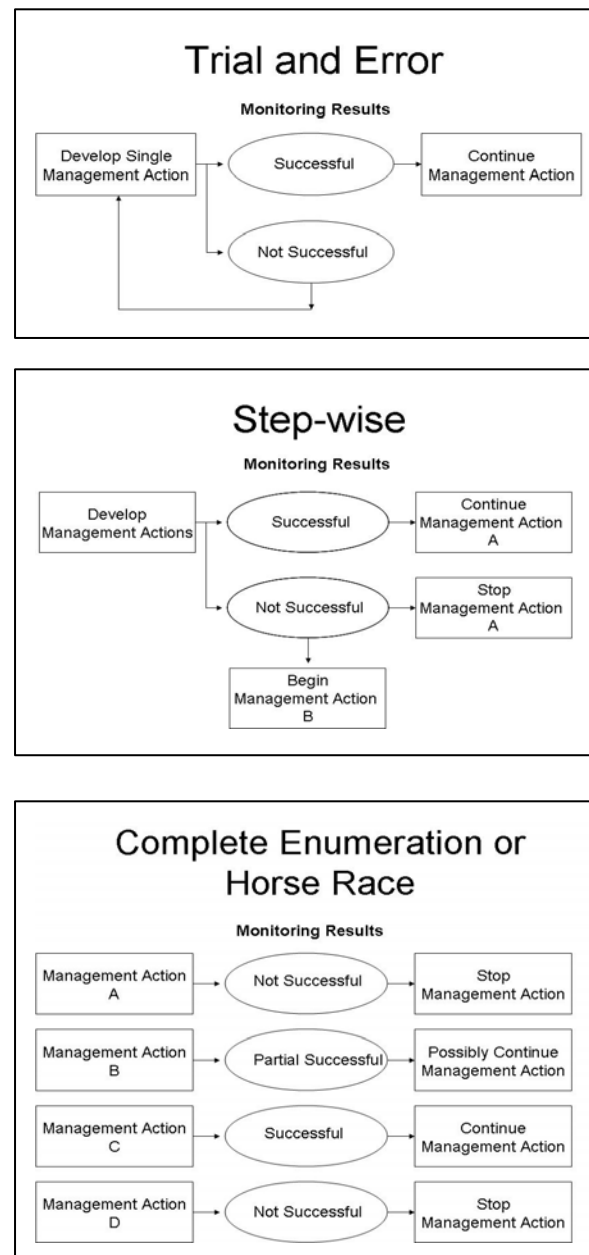 Trial and Error
Monitoring Results
Develop Single
Management Action
Successful
Continue
Management Action
Not Successful
Step-wise
Monitoring Results
Develop
Management Actions
Successful
Continue
Management Action
A
Not Successful
Stop
Management Action
A
Begin
Management Action
B
Complete Enumeration or
Horse Race
Monitoring Results
Management Action
A
Not Successful
Stop
Management Action
Management Action
B
Partial Successful
Possibly Continue
Management Action
Management Action
C
Successful
Continue
Management Action
Management Action
D
Not Successful
Stop
Management Action